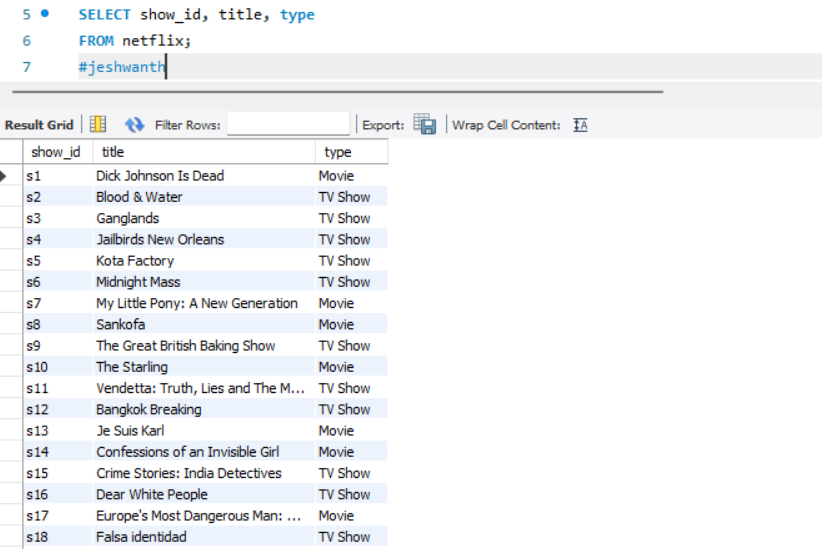 5 SELECT show_id, title, type
6 FROM netflix;
7 #jeshwanth
Result Grid Filter Rows: Export: Wrap Cell Content: IA
show_id title type
s1 Dick Johnson Is Dead Movie
s2 Blood & Water TV Show
s3 Ganglands TV Show
s4 Jailbirds New Orleans TV Show
s5 Kota Factory TV Show
s6 Midnight Mass TV Show
s7 My Little Pony: A New Generation Movie
s8 Sankofa Movie
s9 The Great British Baking Show TV Show
s10 The Starling Movie
s11 Vendetta: Truth, Lies and The M... TV Show
s12 Bangkok Breaking TV Show
s13 Je Suis Karl Movie
s14 Confessions of an Invisible Girl Movie
s15 Crime Stories: India Detectives TV Show
s16 Dear White People TV Show
s17 Europe's Most Dangerous Man: ... Movie
s18 Falsa identidad TV Show